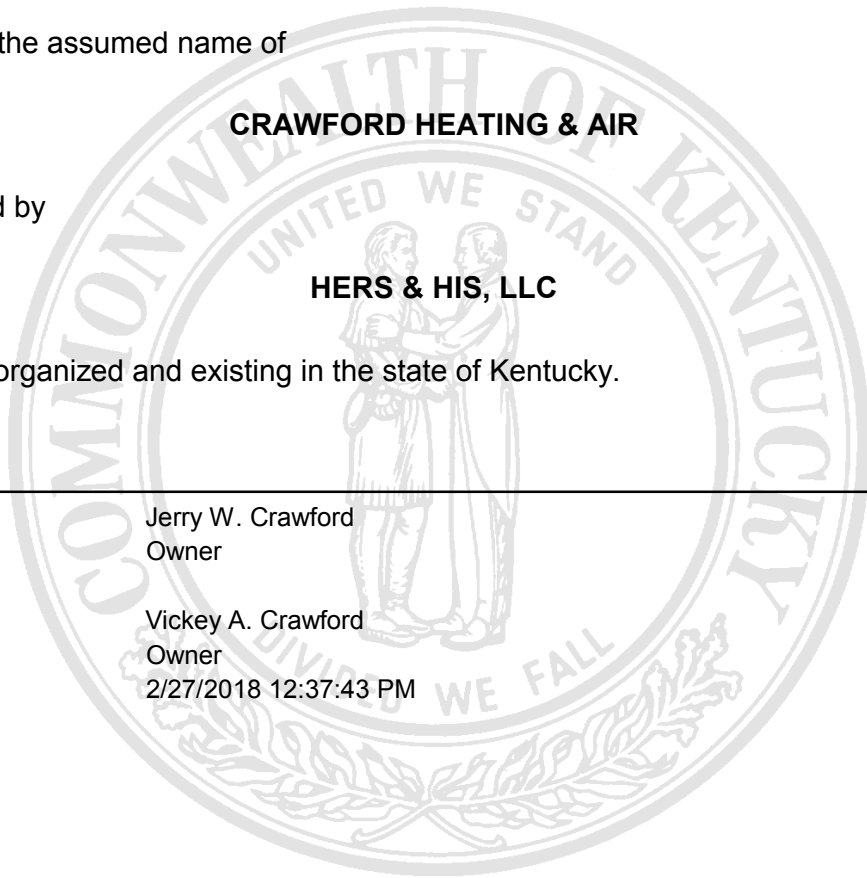 the assumed name of
CRAWFORD HEATING & AIR
d by
HERS & HIS, LLC
organized and existing in the state of Kentucky.
Jerry W. Crawford
Owner
Vickey A. Crawford
Owner
2/27/2018 12:37:43 PM
COMMONWEALTH OF KENTUCKY
UNITED WE STAND
DIVIDED WE FALL